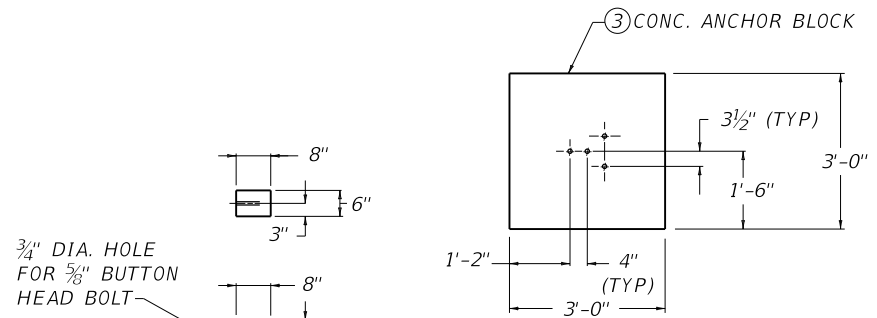 3 CONC. ANCHOR BLOCK
3½" (TYP)
8"
3'-0"
1'-6"
6"
3"
¾" DIA. HOLE
FOR ⅝" BUTTON
HEAD BOLT
1'-2"
4"
(TYP)
8"
3'-0"